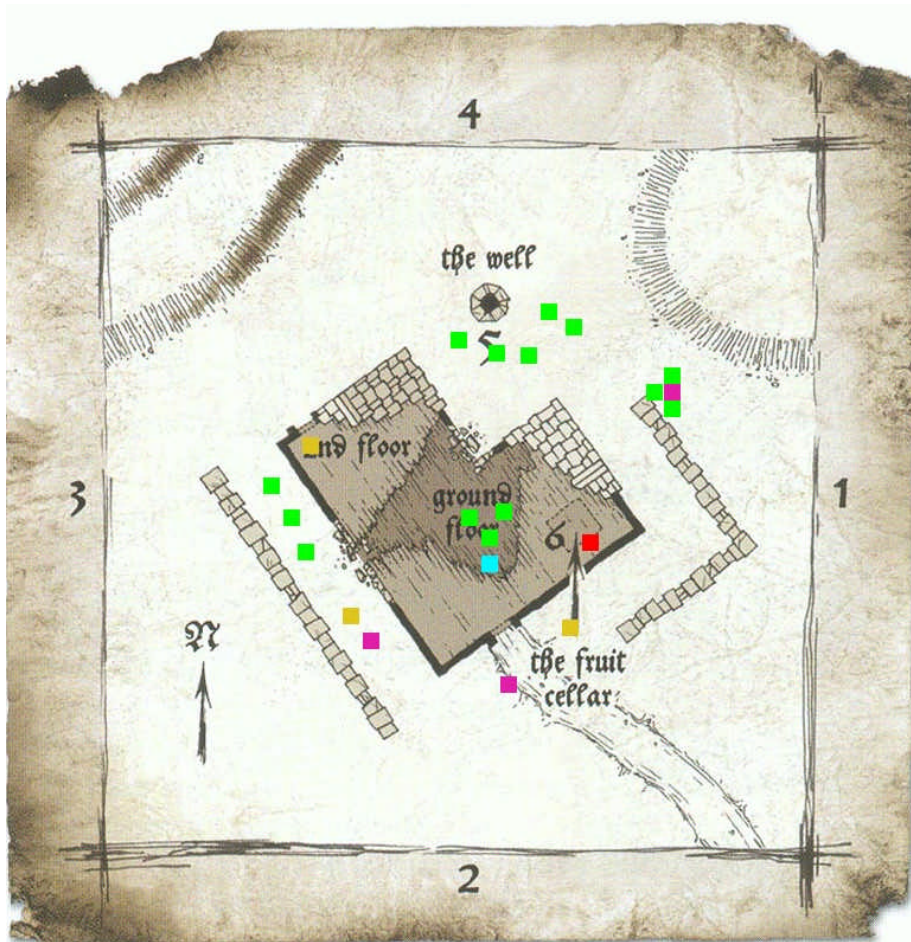 4
the well
5
2nd floor
ground
floor
3
1
6
N
the fruit
cellar
2